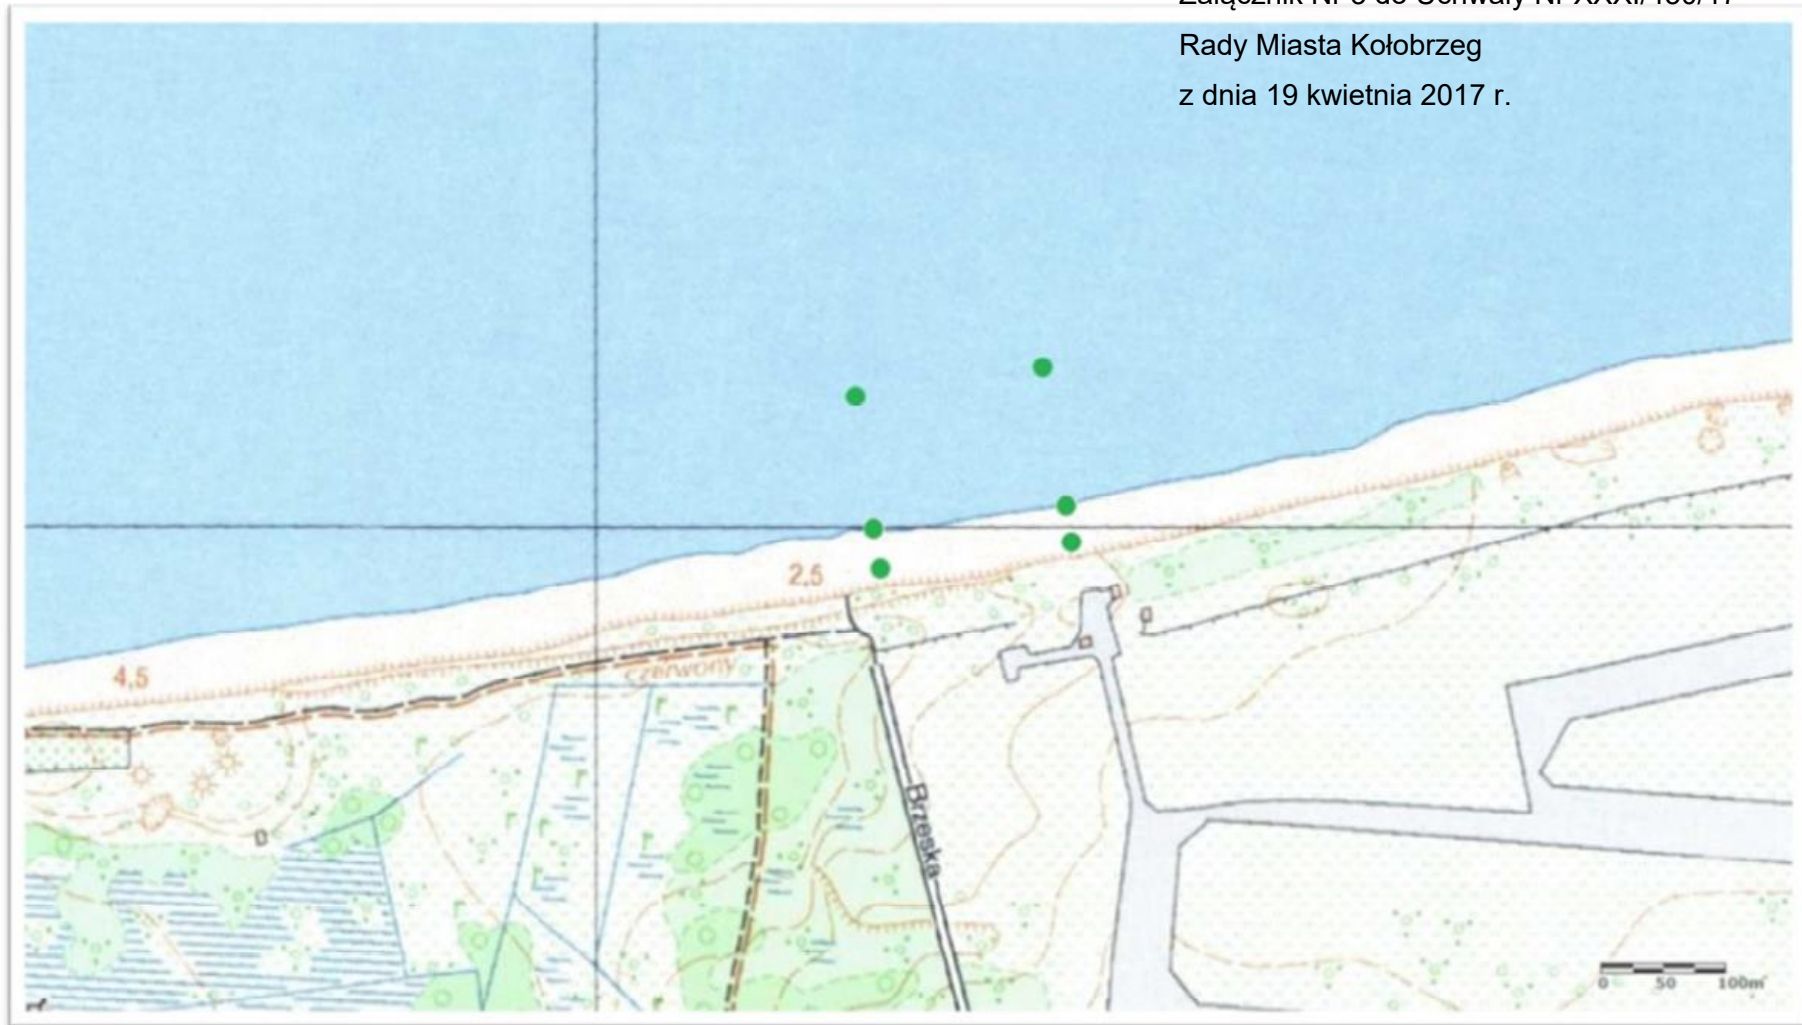 Rady Miasta Kołobrzeg
z dnia 19 kwietnia 2017 r.
2,5
4,5
czerwony
Brzeska
0 50 100m